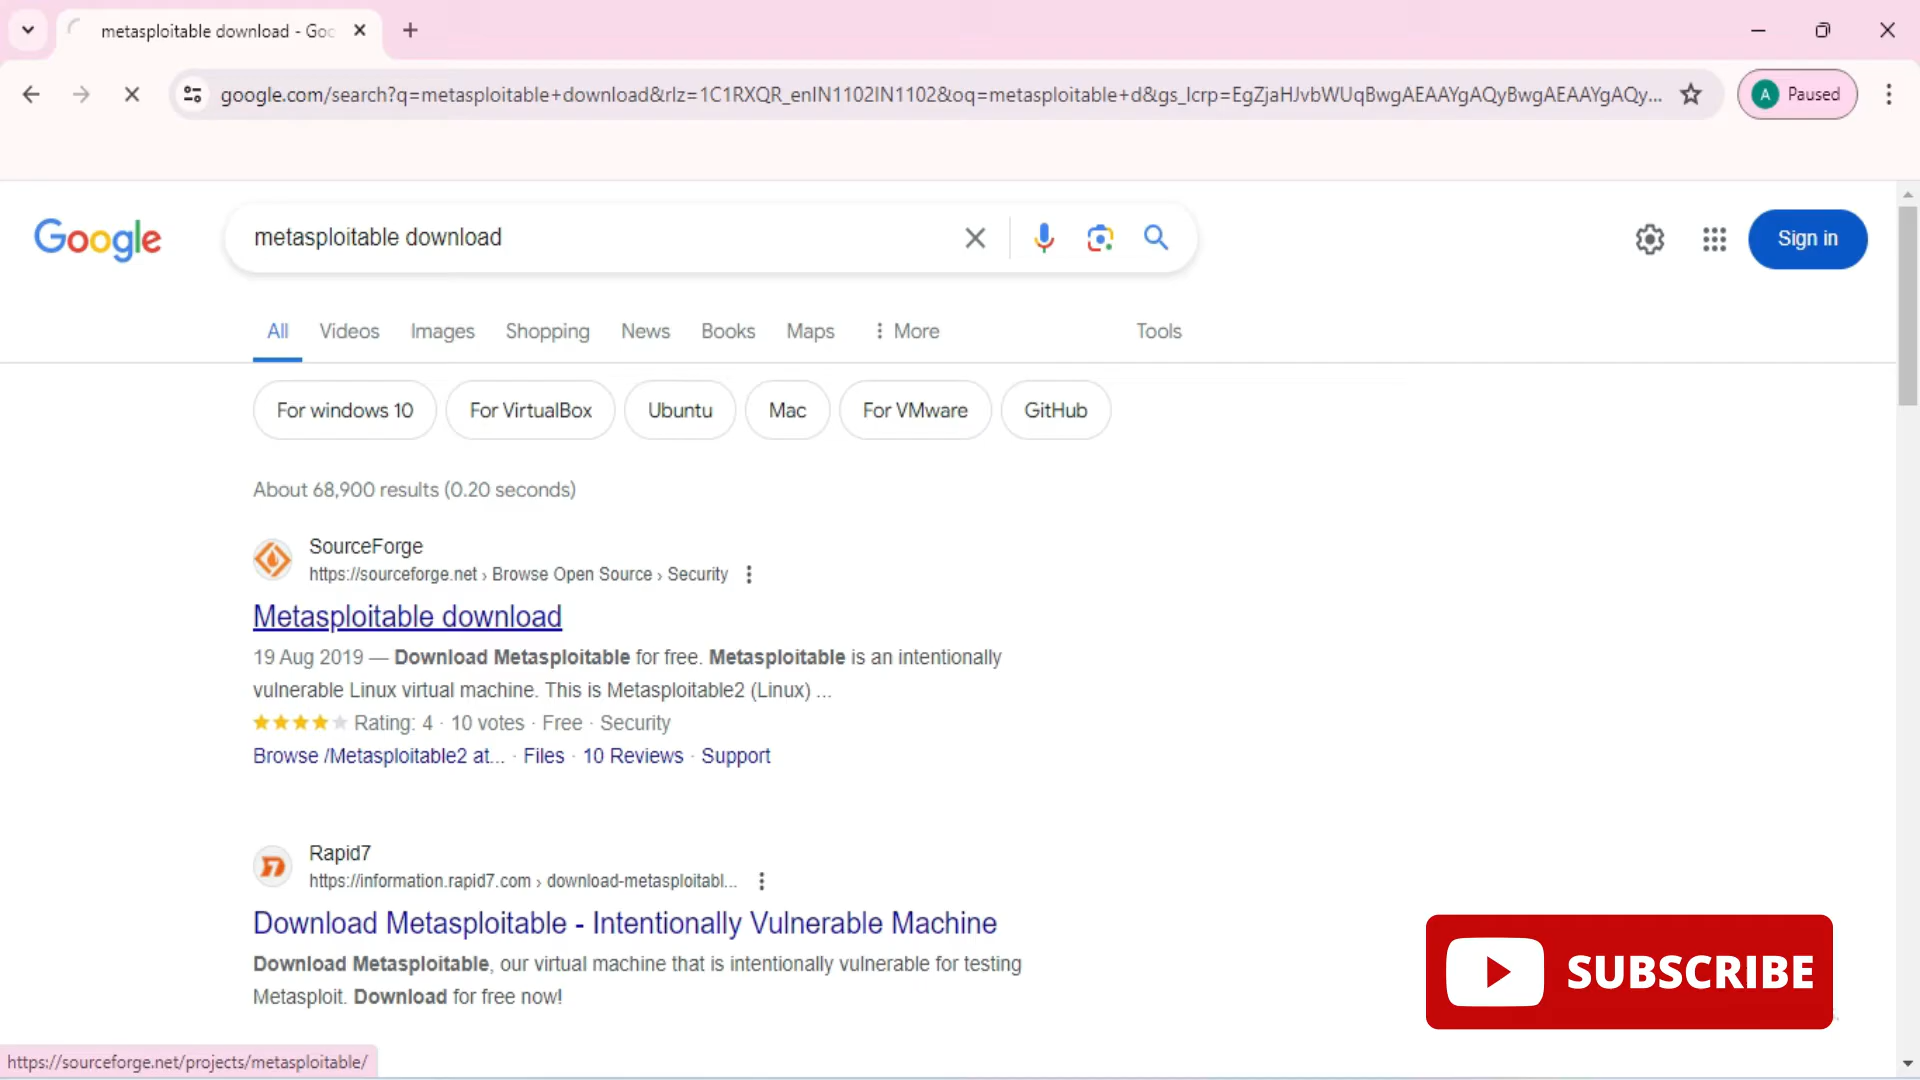 metasploitable download - Goo
google.com/search?q=metasploitable+download&rlz=1C1RXQR_enIN1102IN1102&oq=metasploitable+d&gs_lcrp=EgZjaHJvbWUqBwgAEAAYgAQyBwgAEAAYgAQy...
A Paused
Google
metasploitable download
Sign in
All Videos Images Shopping News Books Maps More Tools
For windows 10 For VirtualBox Ubuntu Mac For VMware GitHub
About 68,900 results (0.20 seconds)
SourceForge
https://sourceforge.net › Browse Open Source › Security
Metasploitable download
19 Aug 2019 — Download Metasploitable for free. Metasploitable is an intentionally
vulnerable Linux virtual machine. This is Metasploitable2 (Linux) ...
Rating: 4 · 10 votes · Free · Security
Browse /Metasploitable2 at... · Files · 10 Reviews · Support
Rapid7
https://information.rapid7.com › download-metasploitabl...
Download Metasploitable - Intentionally Vulnerable Machine
Download Metasploitable, our virtual machine that is intentionally vulnerable for testing
Metasploit. Download for free now!
SUBSCRIBE
https://sourceforge.net/projects/metasploitable/